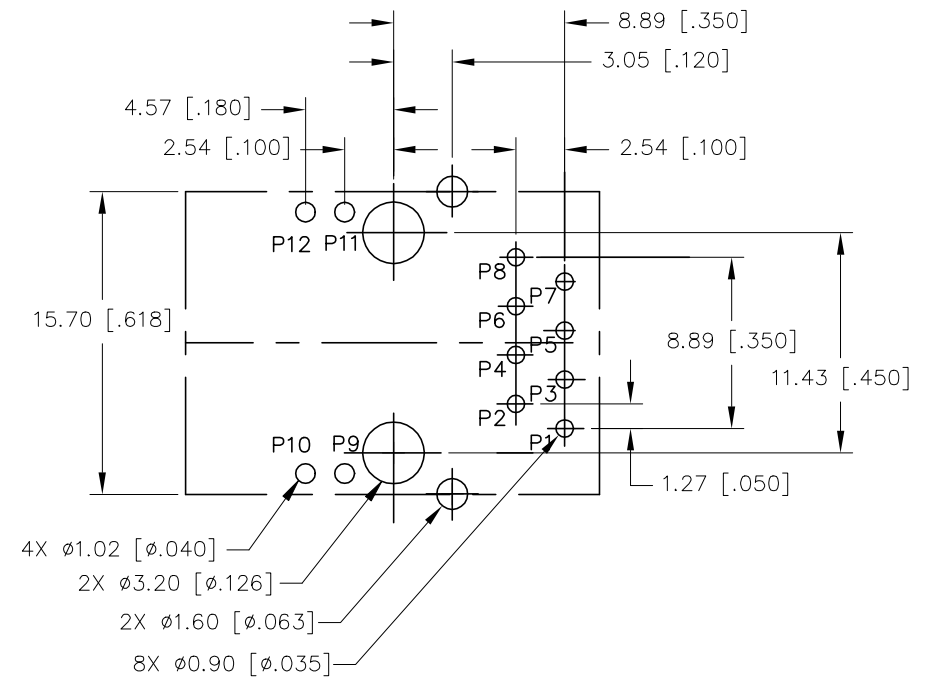 8.89 [.350]
3.05 [.120]
4.57 [.180]
2.54 [.100]
2.54 [.100]
P12 P11
P8
P7
15.70 [.618]
P6
P5
8.89 [.350]
P4
11.43 [.450]
P3
P2
P10 P9
P1
1.27 [.050]
4X ø1.02 [ø.040]
2X ø3.20 [ø.126]
2X ø1.60 [ø.063]
8X ø0.90 [ø.035]